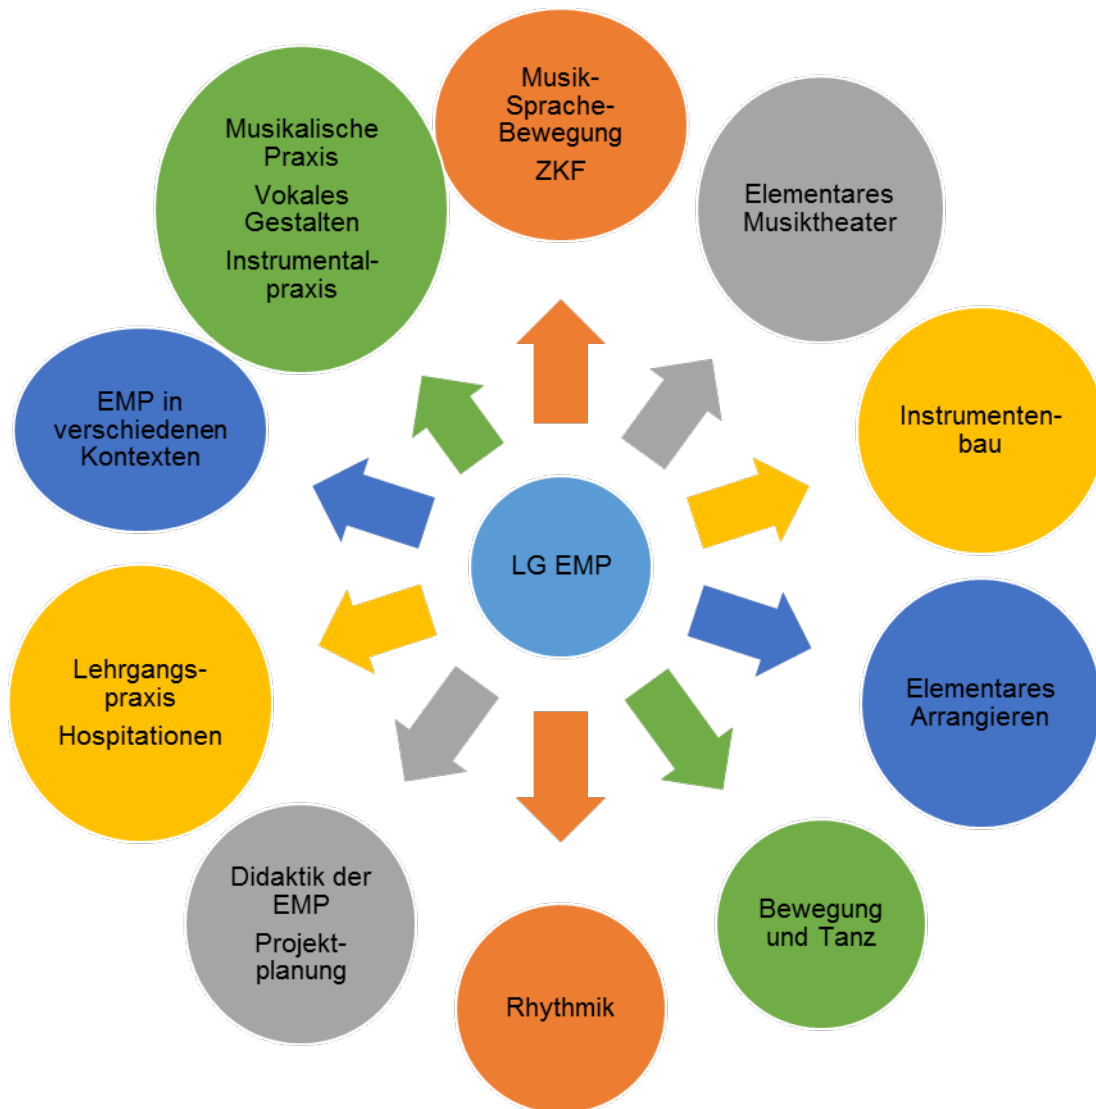 Musik-
Sprache-
Bewegung
ZKF
Elementares
Musiktheater
Instrumenten-
bau
Elementares
Arrangieren
Bewegung
und Tanz
Rhythmik
Didaktik der
EMP
Projekt-
planung
Lehrgangs-
praxis
Hospitationen
EMP in
verschiedenen
Kontexten
Musikalische
Praxis
Vokales
Gestalten
Instrumental-
praxis
LG EMP